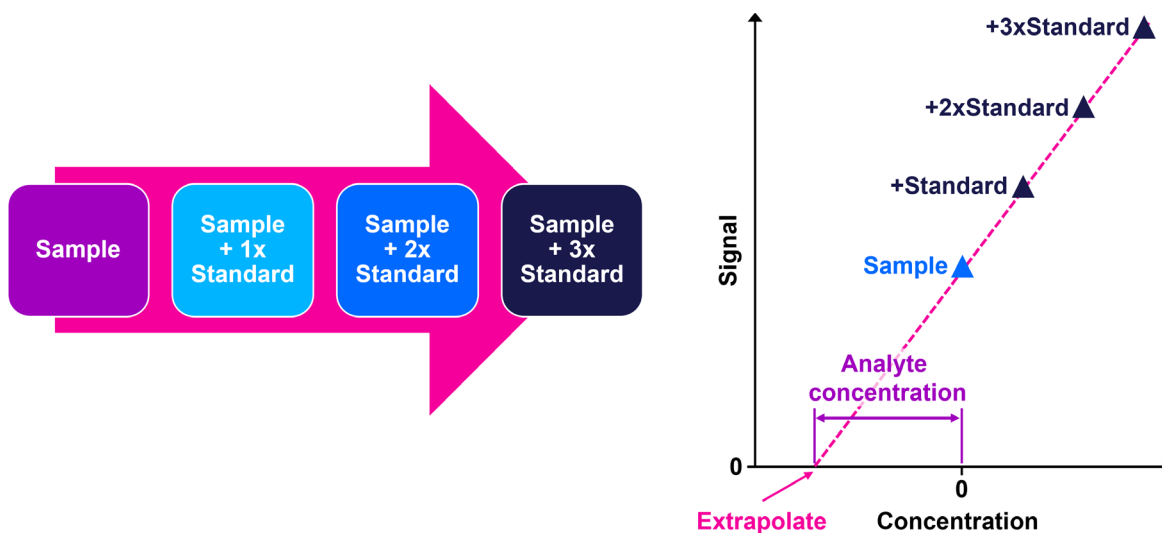 Sample
Sample
+ 1x
Standard
Sample
+ 2x
Standard
Sample
+ 3x
Standard
+3xStandard
+2xStandard
+Standard
Sample
Signal
Analyte
concentration
0
0
Extrapolate
Concentration